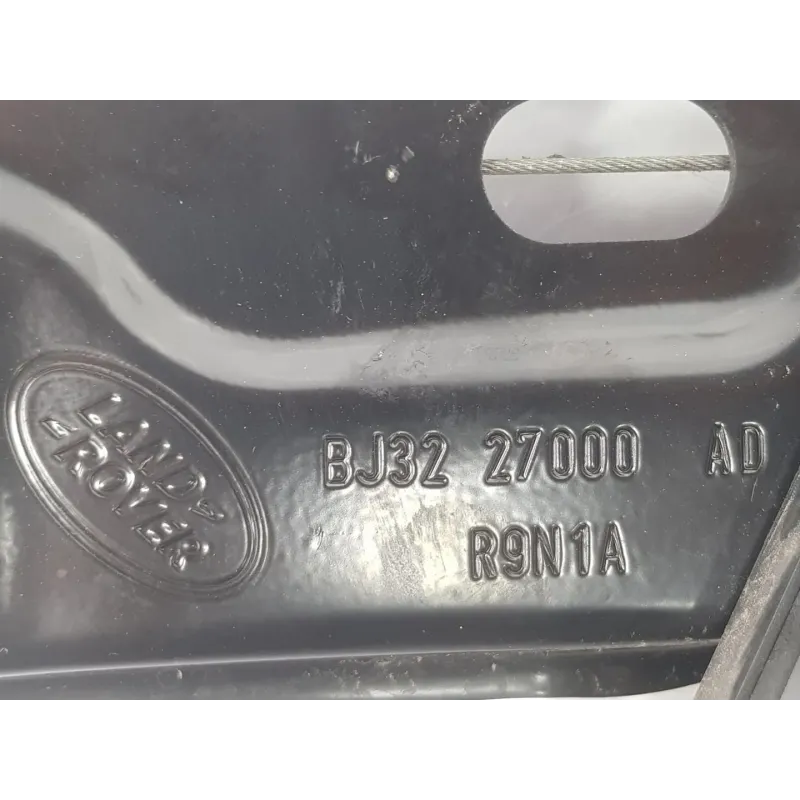 LAND
ROVER
BJ32 27000 AD
R9N1A